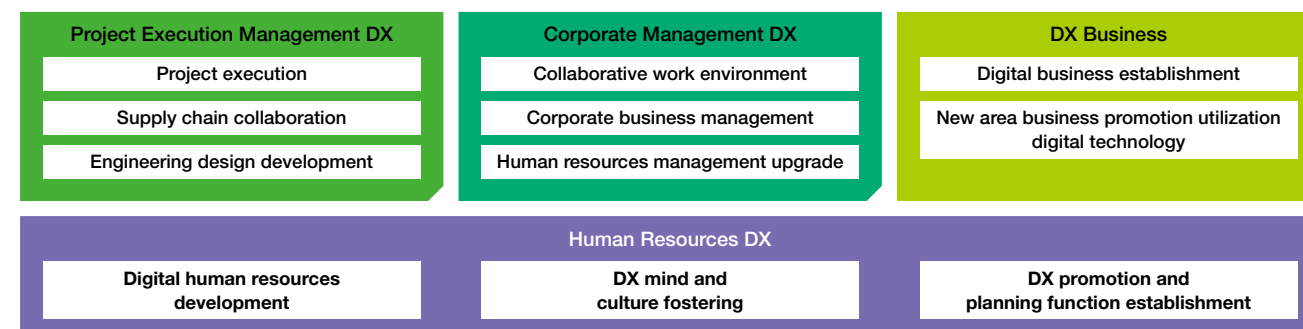 Project Execution Management DX
Project execution
Supply chain collaboration
Engineering design development
Corporate Management DX
Collaborative work environment
Corporate business management
Human resources management upgrade
DX Business
Digital business establishment
New area business promotion utilization
digital technology
Human Resources DX
Digital human resources
development
DX mind and
culture fostering
DX promotion and
planning function establishment